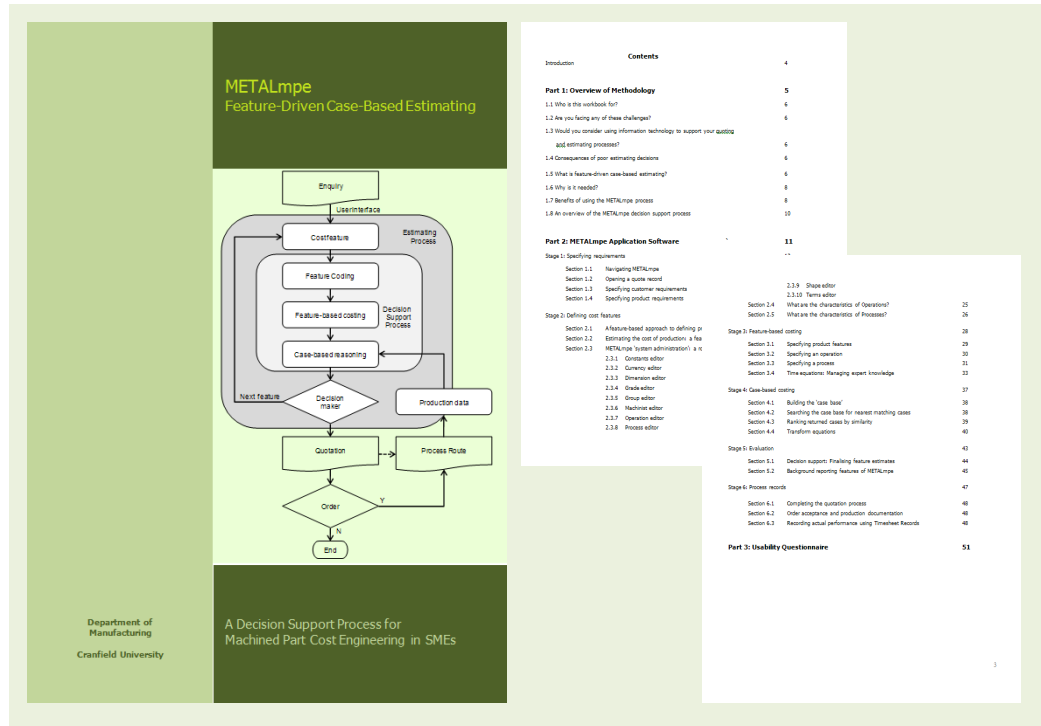 METALmpe
Feature-Driven Case-Based Estimating
Enquiry
UserInterface
Costfeature
Estimating
Process
Feature Coding
Feature-based costing
Decision
Support
Process
Case-based reasoning
Next feature
Decision
maker
Production data
Quotation
Process Route
Order
Y
N
End
Department of
Manufacturing
Cranfield University
A Decision Support Process for
Machined Part Cost Engineering in SMEs
Contents
Introduction 4
Part 1: Overview of Methodology 5
1.1 Who is this workbook for? 6
1.2 Are you facing any of these challenges? 6
1.3 Would you consider using information technology to support your quoting
and estimating processes? 6
1.4 Consequences of poor estimating decisions 6
1.5 What is feature-driven case-based estimating? 6
1.6 Why is it needed? 8
1.7 Benefits of using the METALmpe process 8
1.8 An overview of the METALmpe decision support process 10
Part 2: METALmpe Application Software 11
Stage 1: Specifying requirements
Section 1.1 Navigating METALmpe
Section 1.2 Opening a quote record
Section 1.3 Specifying customer requirements
Section 1.4 Specifying product requirements
Stage 2: Defining cost features
Section 2.1 A feature-based approach to defining
Section 2.2 Estimating the cost of production: a fea
Section 2.3 METALmpe 'system administration': a
2.3.1 Constants editor
2.3.2 Currency editor
2.3.3 Dimension editor
2.3.4 Grade editor
2.3.5 Group editor
2.3.6 Machinist editor
2.3.7 Operation editor
2.3.8 Process editor
2.3.9 Shape editor
2.3.10 Terms editor
Section 2.4 What are the characteristics of Operations? 25
Section 2.5 What are the characteristics of Processes? 26
Stage 3: Feature-based costing 28
Section 3.1 Specifying product features 29
Section 3.2 Specifying an operation 30
Section 3.3 Specifying a process 31
Section 3.4 Time equations: Managing expert knowledge 33
Stage 4: Case-based costing 37
Section 4.1 Building the 'case base' 38
Section 4.2 Searching the case base for nearest matching cases 38
Section 4.3 Ranking returned cases by similarity 39
Section 4.4 Transform equations 40
Stage 5: Evaluation 43
Section 5.1 Decision support: Finalising feature estimates 44
Section 5.2 Background reporting features of METALmpe 45
Stage 6: Process records 47
Section 6.1 Completing the quotation process 48
Section 6.2 Order acceptance and production documentation 48
Section 6.3 Recording actual performance using Timesheet Records 48
Part 3: Usability Questionnaire 51
3